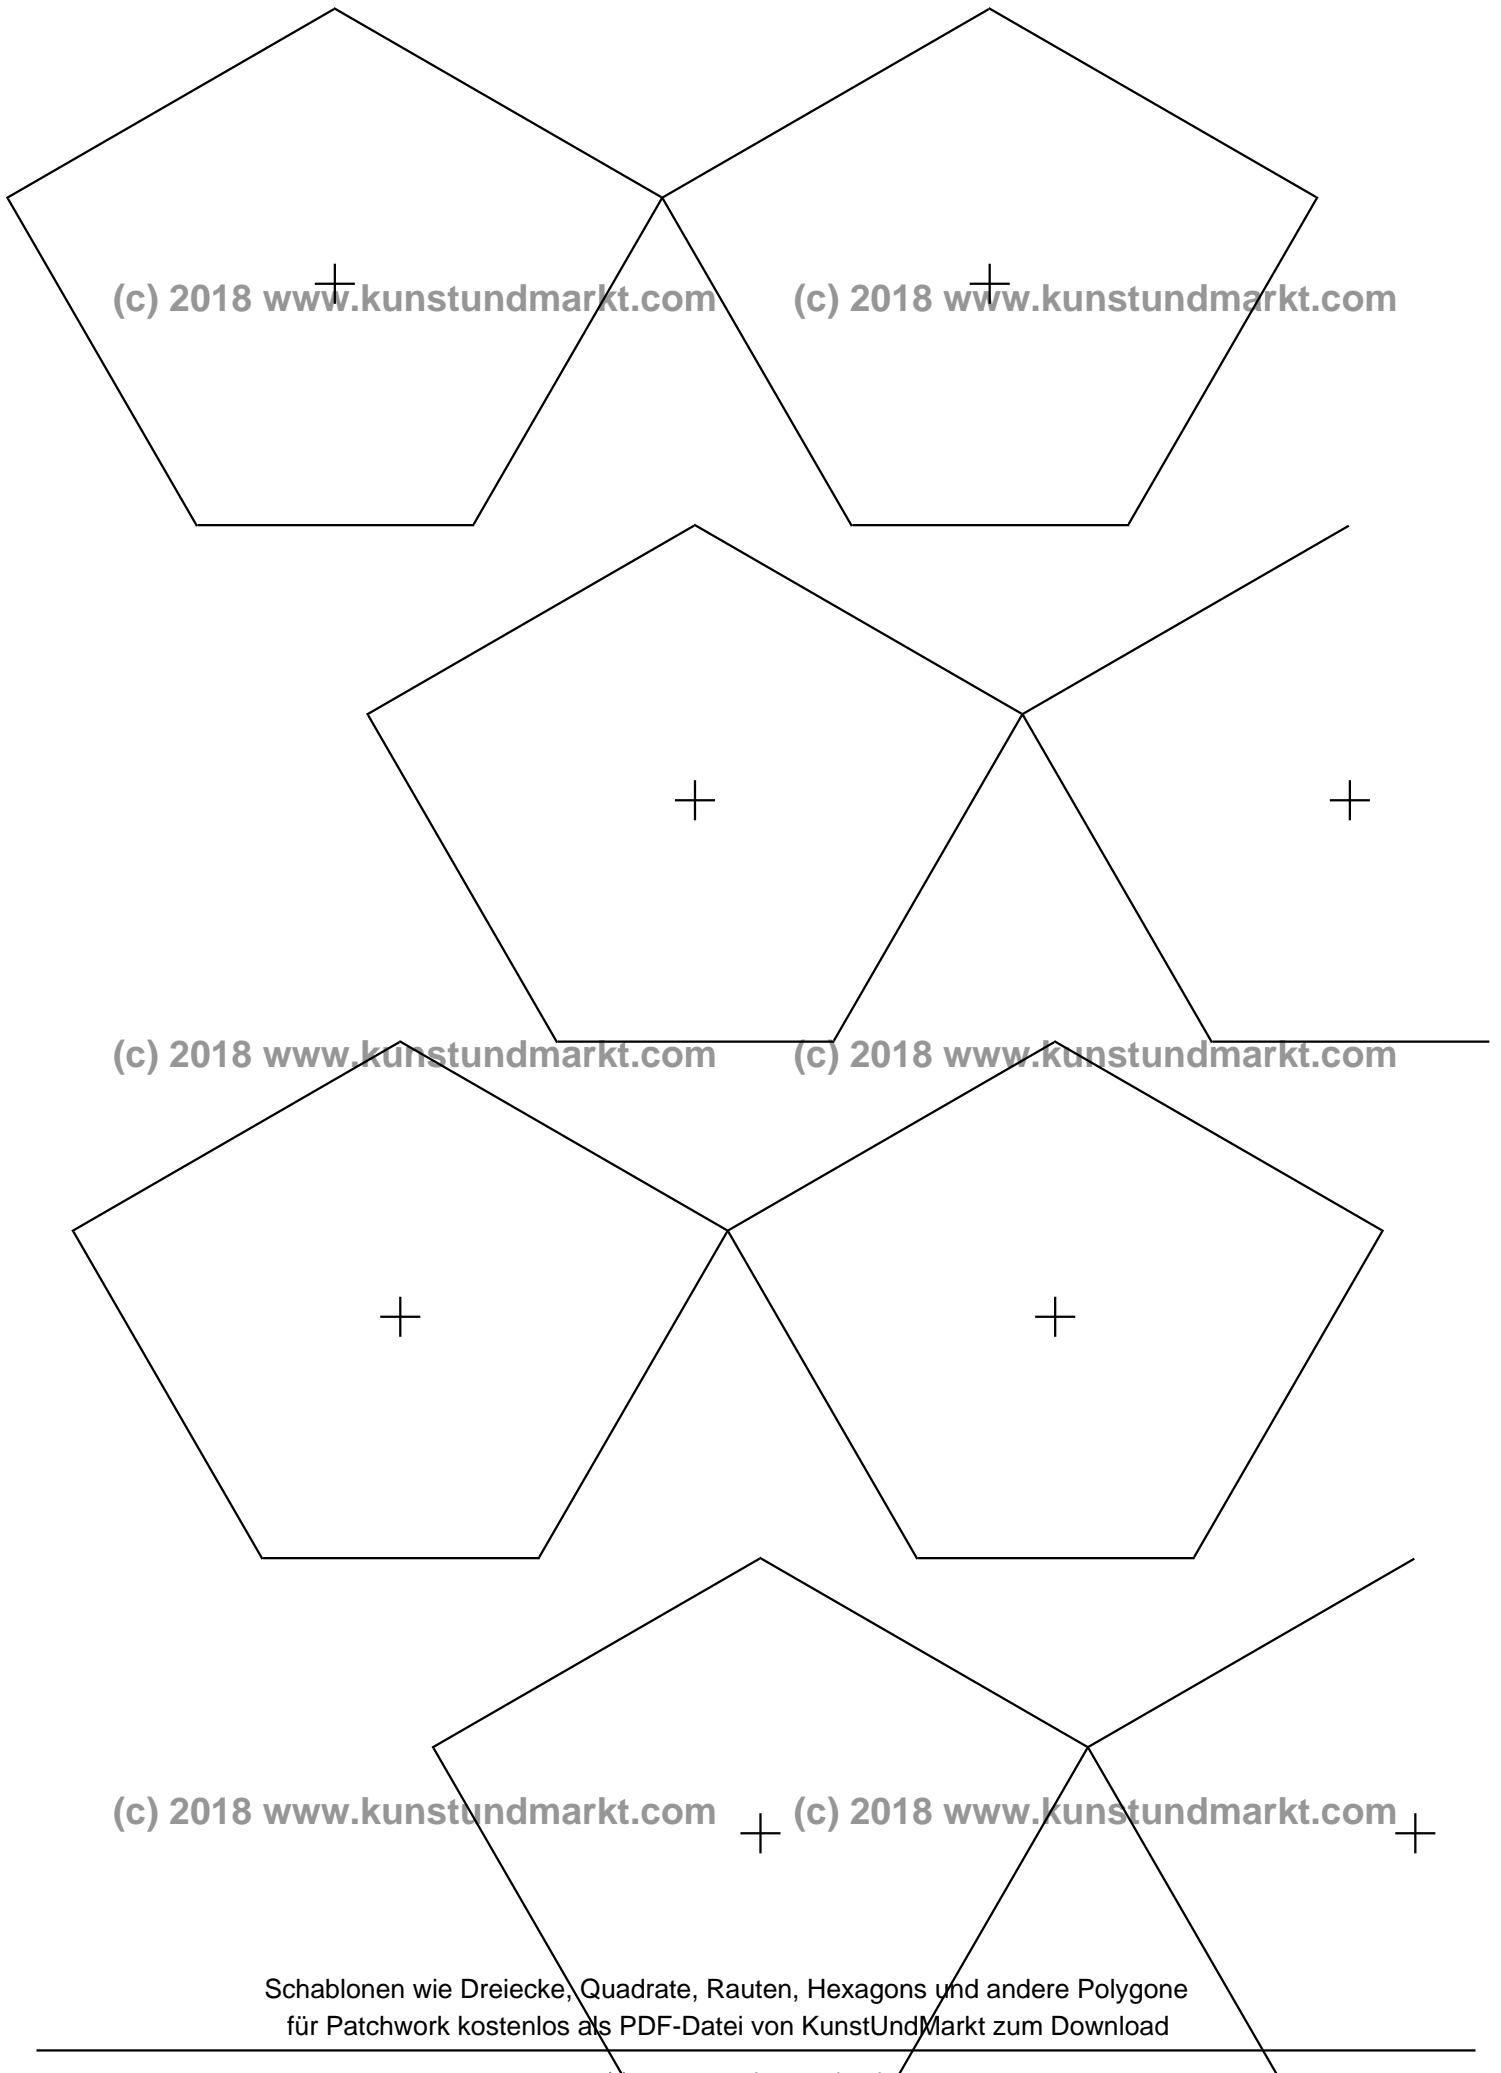 (c) 2018 www.kunstundmarkt.com (c) 2018 www.kunstundmarkt.com
(c) 2018 www.kunstundmarkt.com (c) 2018 www.kunstundmarkt.com
(c) 2018 www.kunstundmarkt.com (c) 2018 www.kunstundmarkt.com
Schablonen wie Dreiecke, Quadrate, Rauten, Hexagons und andere Polygone
für Patchwork kostenlos als PDF-Datei von KunstUndMarkt zum Download